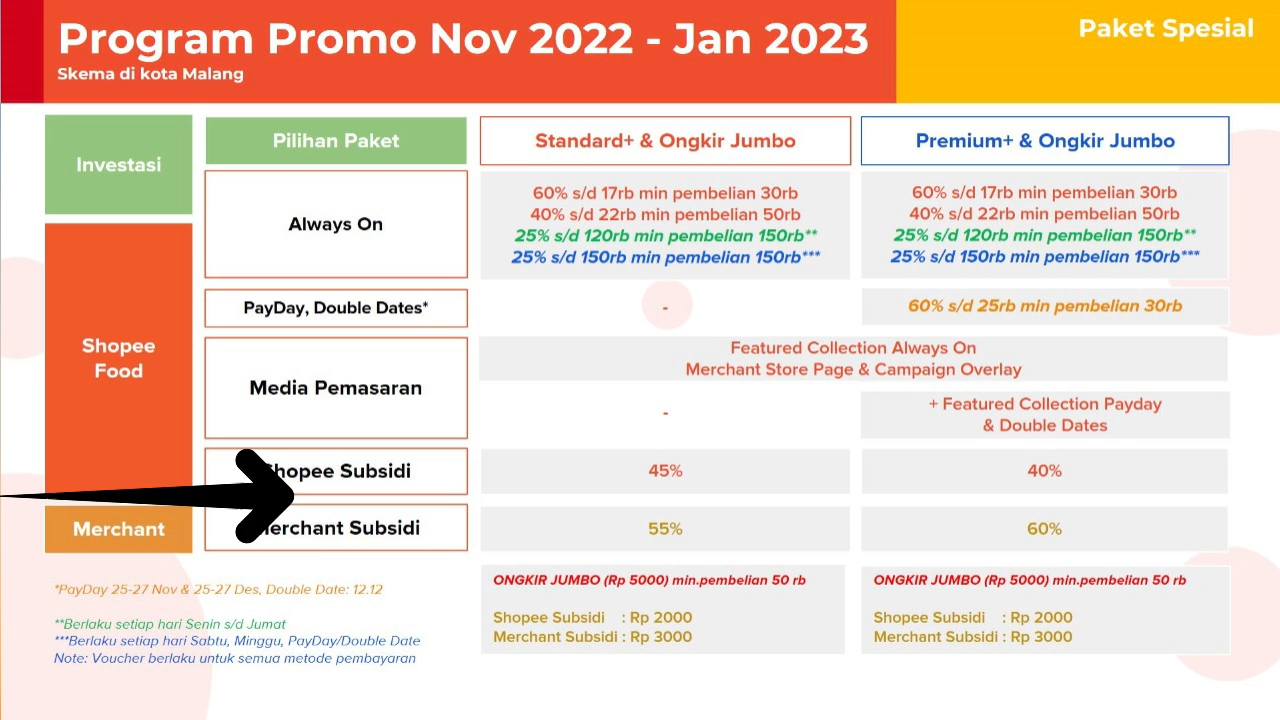 Program Promo Nov 2022 - Jan 2023
Skema di kota Malang
Paket Spesial
Investasi
Pilihan Paket
Standard+ & Ongkir Jumbo
Premium+ & Ongkir Jumbo
Shopee
Food
Always On
60% s/d 17rb min pembelian 30rb
40% s/d 22rb min pembelian 50rb
25% s/d 120rb min pembelian 150rb**
25% s/d 150rb min pembelian 150rb***
60% s/d 17rb min pembelian 30rb
40% s/d 22rb min pembelian 50rb
25% s/d 120rb min pembelian 150rb**
25% s/d 150rb min pembelian 150rb***
PayDay, Double Dates*
-
60% s/d 25rb min pembelian 30rb
Media Pemasaran
Featured Collection Always On
Merchant Store Page & Campaign Overlay
-
+ Featured Collection Payday
& Double Dates
Shopee Subsidi
45%
40%
Merchant
Merchant Subsidi
55%
60%
*PayDay 25-27 Nov & 25-27 Des, Double Date: 12.12
**Berlaku setiap hari Senin s/d Jumat
***Berlaku setiap hari Sabtu, Minggu, PayDay/Double Date
Note: Voucher berlaku untuk semua metode pembayaran
ONGKIR JUMBO (Rp 5000) min.pembelian 50 rb
Shopee Subsidi : Rp 2000
Merchant Subsidi : Rp 3000
ONGKIR JUMBO (Rp 5000) min.pembelian 50 rb
Shopee Subsidi : Rp 2000
Merchant Subsidi : Rp 3000